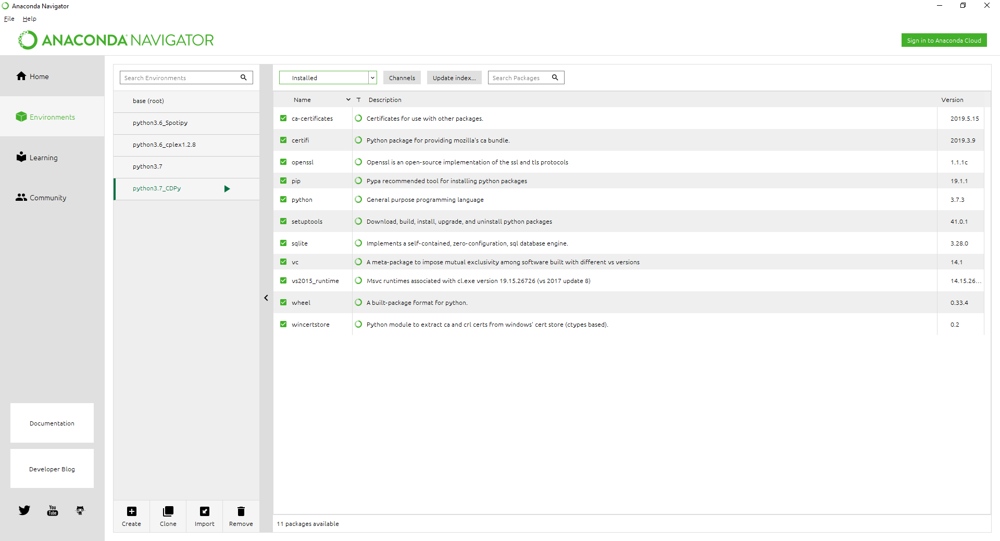 Anaconda Navigator
File Help
ANACONDA NAVIGATOR
Sign in to Anaconda Cloud
Home
Environments
Learning
Community
Documentation
Developer Blog
You
Tube
Search Environments
base (root)
python3.6_Spotipy
python3.6_cplex1.2.8
python3.7
python3.7_CDPy
Create Clone Import Remove
Installed Channels Update index... Search Packages
Name T Description Version
ca-certificates Certificates for use with other packages. 2019.5.15
certifi Python package for providing mozilla's ca bundle. 2019.3.9
openssl Openssl is an open-source implementation of the ssl and tls protocols 1.1.1c
pip Pypa recommended tool for installing python packages 19.1.1
python General purpose programming language 3.7.3
setuptools Download, build, install, upgrade, and uninstall python packages 41.0.1
sqlite Implements a self-contained, zero-configuration, sql database engine. 3.28.0
vc A meta-package to impose mutual exclusivity among software built with different vs versions 14.1
vs2015_runtime Msvc runtimes associated with cl.exe version 19.15.26726 (vs 2017 update 8) 14.15.26...
wheel A built-package format for python. 0.33.4
wincertstore Python module to extract ca and crl certs from windows' cert store (ctypes based). 0.2
11 packages available